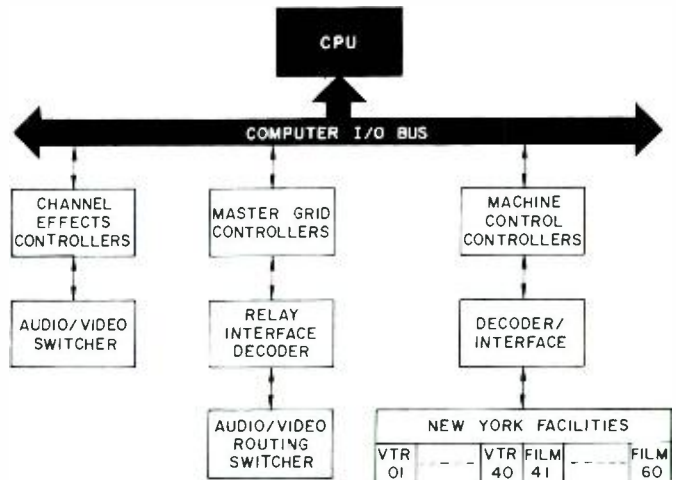 CPU
COMPUTER I/O BUS
CHANNEL
EFFECTS
CONTROLLERS
MASTER GRID
CONTROLLERS
MACHINE
CONTROL
CONTROLLERS
AUDIO/VIDEO
SWITCHER
RELAY
INTERFACE
DECODER
DECODER/
INTERFACE
AUDIO/VIDEO
ROUTING
SWITCHER
NEW YORK FACILITIES
VTR
01
VTR
40
FILM
41
FILM
60